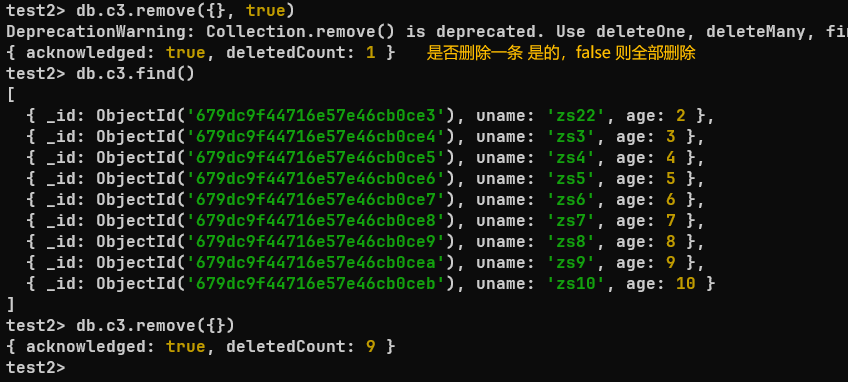 test2> db.c3.remove({}, true)
DeprecationWarning: Collection.remove() is deprecated. Use deleteOne, deleteMany, fi
{ acknowledged: true, deletedCount: 1 } 是否删除一条 是的，false 则全部删除
test2> db.c3.find()
[
{ _id: ObjectId('679dc9f44716e57e46cb0ce3'), uname: 'zs22', age: 2 },
{ _id: ObjectId('679dc9f44716e57e46cb0ce4'), uname: 'zs3', age: 3 },
{ _id: ObjectId('679dc9f44716e57e46cb0ce5'), uname: 'zs4', age: 4 },
{ _id: ObjectId('679dc9f44716e57e46cb0ce6'), uname: 'zs5', age: 5 },
{ _id: ObjectId('679dc9f44716e57e46cb0ce7'), uname: 'zs6', age: 6 },
{ _id: ObjectId('679dc9f44716e57e46cb0ce8'), uname: 'zs7', age: 7 },
{ _id: ObjectId('679dc9f44716e57e46cb0ce9'), uname: 'zs8', age: 8 },
{ _id: ObjectId('679dc9f44716e57e46cb0cea'), uname: 'zs9', age: 9 },
{ _id: ObjectId('679dc9f44716e57e46cb0ceb'), uname: 'zs10', age: 10 }
]
test2> db.c3.remove({})
{ acknowledged: true, deletedCount: 9 }
test2>